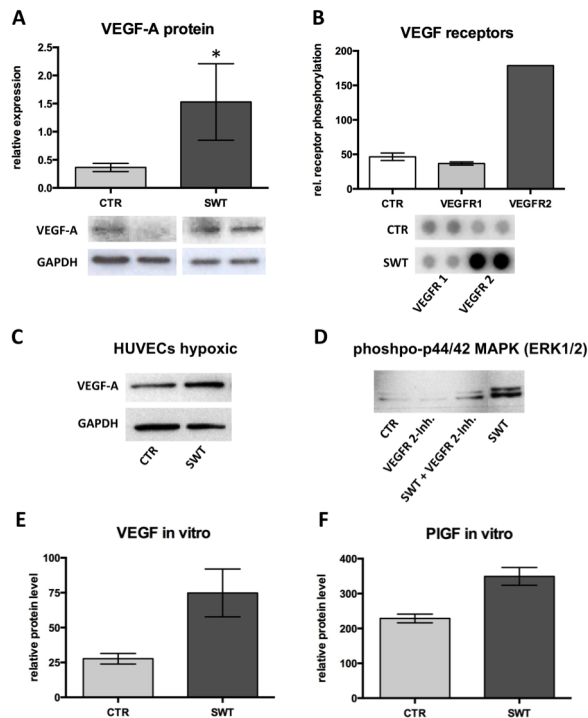 A
VEGF-A protein
relative expression
2.5
2.0
1.5
1.0
0.5
0.0
*
CTR
SWT
VEGF-A
GAPDH
B
VEGF receptors
rel. receptor phosphorylation
200
150
100
50
0
CTR
VEGFR1
VEGFR2
CTR
SWT
VEGFR 1
VEGFR 2
C
HUVECs hypoxic
VEGF-A
GAPDH
CTR
SWT
D
phoshpo-p44/42 MAPK (ERK1/2)
CTR
VEGFR 2-Inh.
SWT + VEGFR 2-Inh.
SWT
E
VEGF in vitro
relative protein level
100
75
50
25
0
CTR
SWT
F
PlGF in vitro
relative protein level
400
300
200
100
0
CTR
SWT